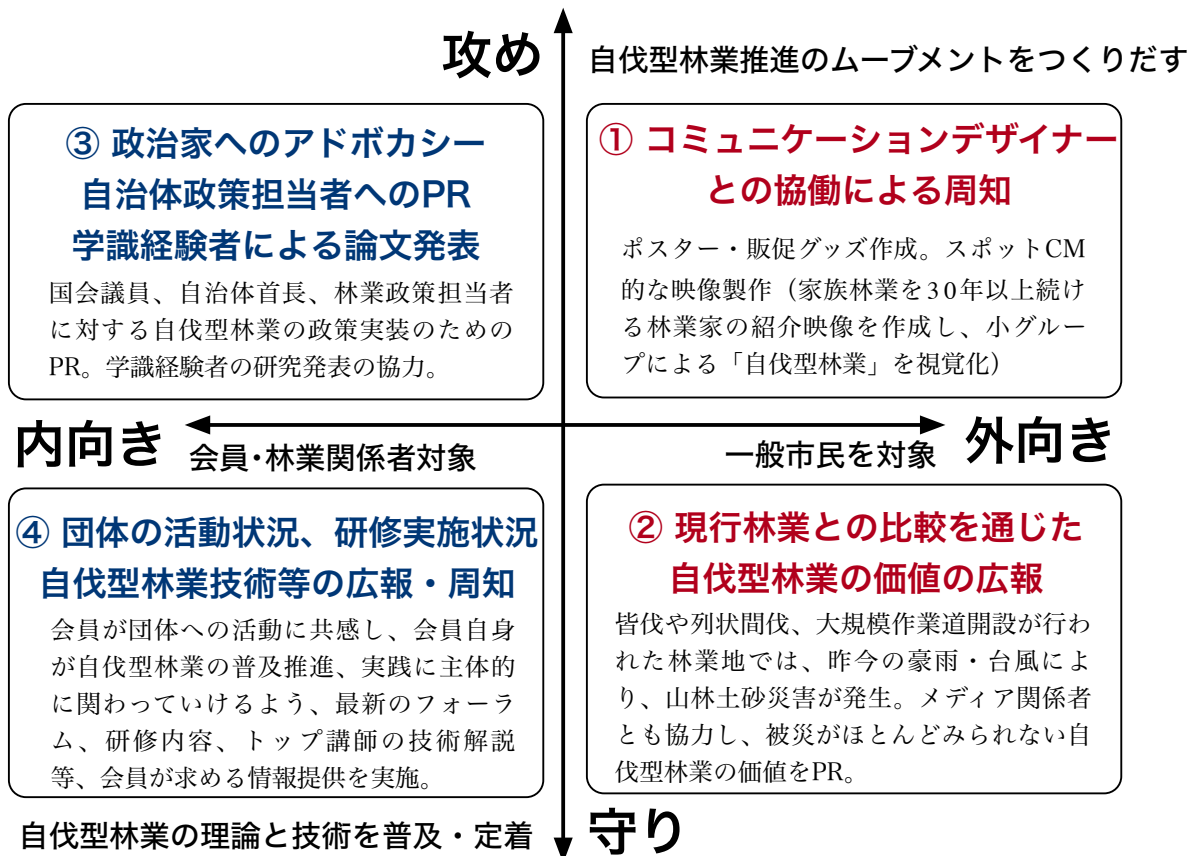 攻め
自伐型林業推進のムーブメントをつくりだす
③ 政治家へのアドボカシー
自治体政策担当者へのPR
学識経験者による論文発表
国会議員、自治体首長、林業政策担当者
に対する自伐型林業の政策実装のための
PR。学識経験者の研究発表の協力。
① コミュニケーションデザイナー
との協働による周知
ポスター・販促グッズ作成。スポットCM
的な映像製作（家族林業を30年以上続け
る林業家の紹介映像を作成し、小グルー
プによる「自伐型林業」を視覚化）
内向き
会員・林業関係者対象
一般市民を対象
外向き
④ 団体の活動状況、研修実施状況
自伐型林業技術等の広報・周知
会員が団体への活動に共感し、会員自身
が自伐型林業の普及推進、実践に主体的
に関わっていけるよう、最新のフォーラ
ム、研修内容、トップ講師の技術解説
等、会員が求める情報提供を実施。
② 現行林業との比較を通じた
自伐型林業の価値の広報
皆伐や列状間伐、大規模作業道開設が行わ
れた林業地では、昨今の豪雨・台風によ
り、山林土砂災害が発生。メディア関係者
とも協力し、被災がほとんどみられない自
伐型林業の価値をPR。
自伐型林業の理論と技術を普及・定着
守り